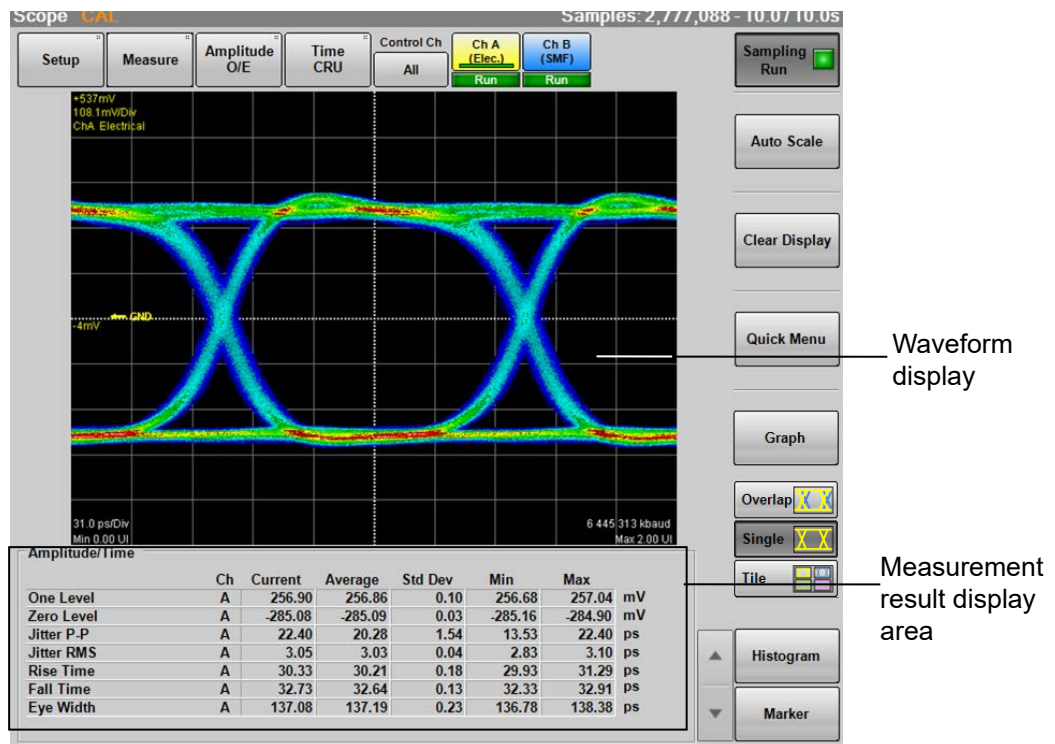 Scope CAL Samples: 2,777,088 - 10.0/10.0s
Setup
Measure
Amplitude
O/E
Time
CRU
Control Ch
All
Ch A
(Elec.)
Run
Ch B
(SMF)
Run
Sampling
Run
+537mV
108.1mV/Div
ChA Electrical
Auto Scale
Clear Display
GND
-4mV
Quick Menu
Waveform
display
Graph
Overlap
31.0 ps/Div
Min 0.00 UI
6 445 313 kbaud
Max 2.00 UI
Single
Tile
Amplitude/Time
Ch Current Average Std Dev Min Max
One Level A 256.90 256.86 0.10 256.68 257.04 mV
Zero Level A -285.08 -285.09 0.03 -285.16 -284.90 mV
Jitter P-P A 22.40 20.28 1.54 13.53 22.40 ps
Jitter RMS A 3.05 3.03 0.04 2.83 3.10 ps
Rise Time A 30.33 30.21 0.18 29.93 31.29 ps
Fall Time A 32.73 32.64 0.13 32.33 32.91 ps
Eye Width A 137.08 137.19 0.23 136.78 138.38 ps
Measurement
result display
area
Histogram
Marker